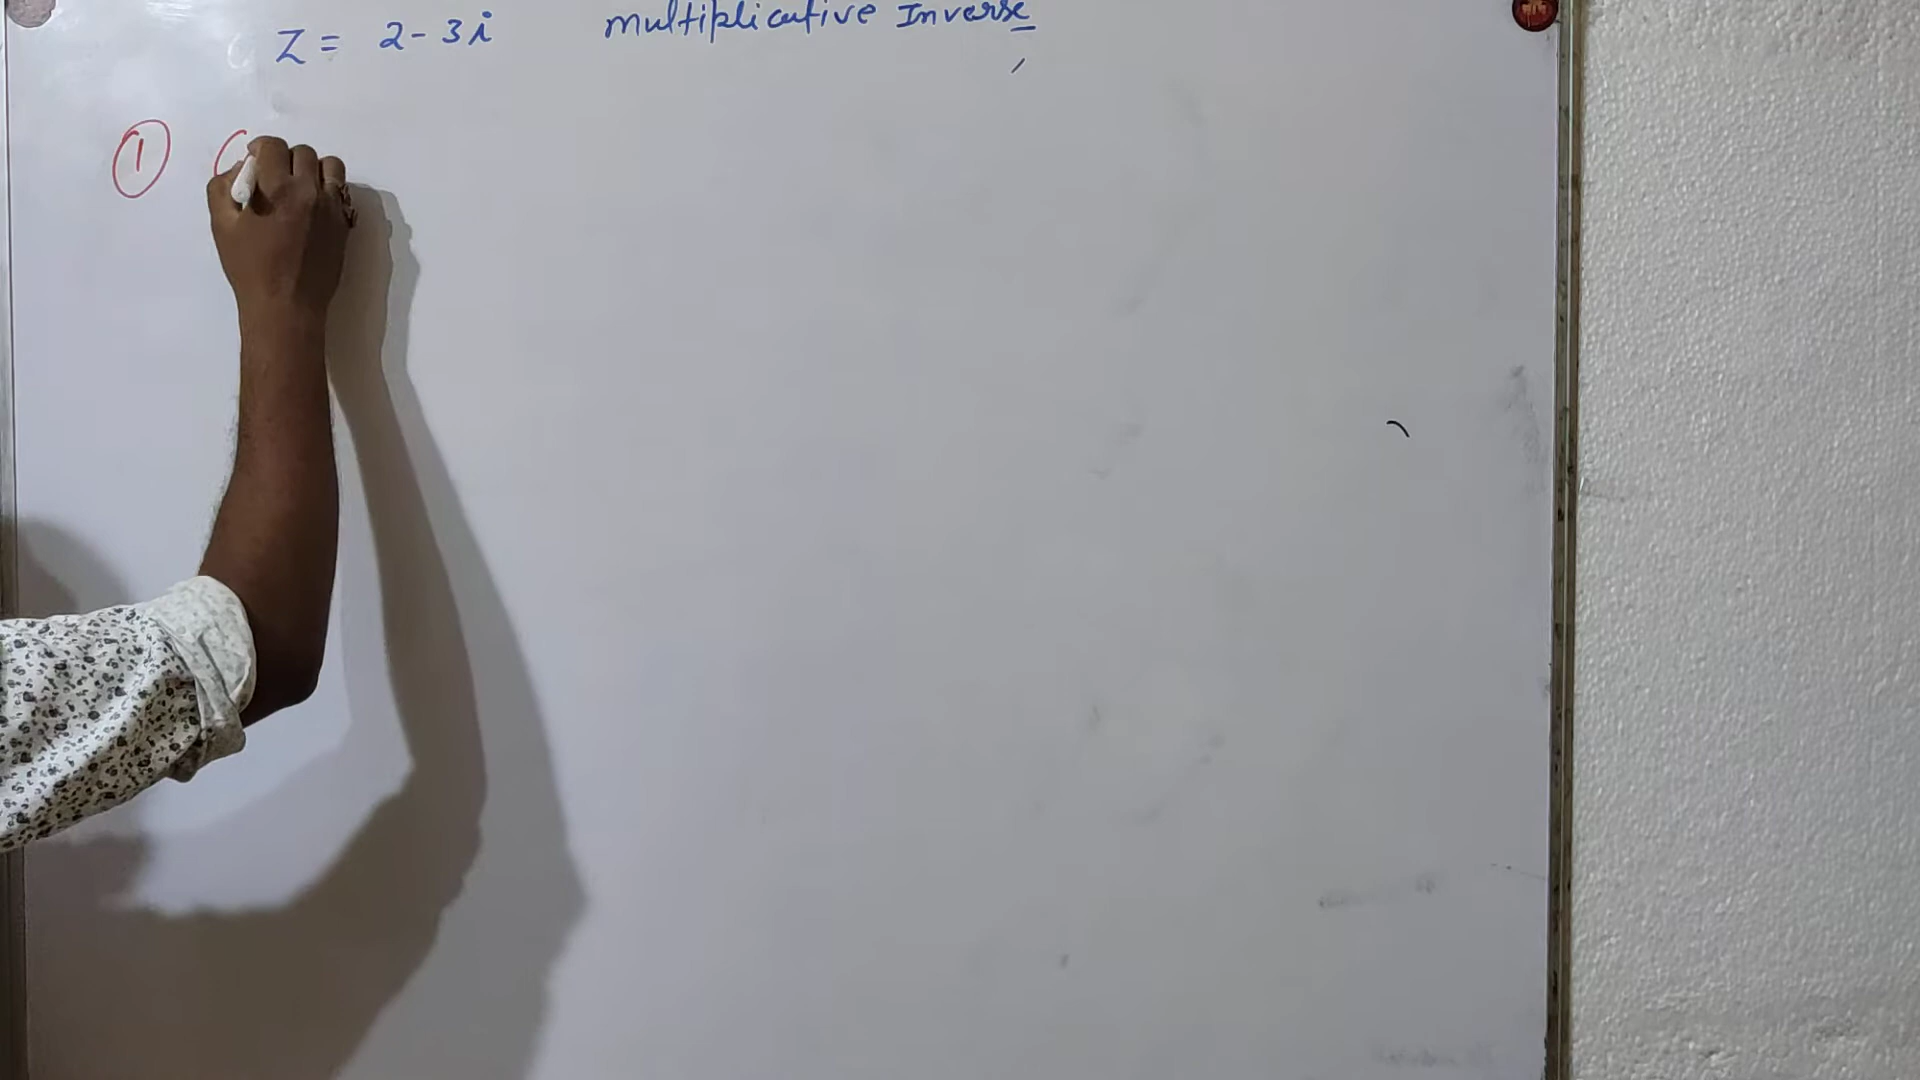 Z = 2 - 3i multiplicative Inverse
①